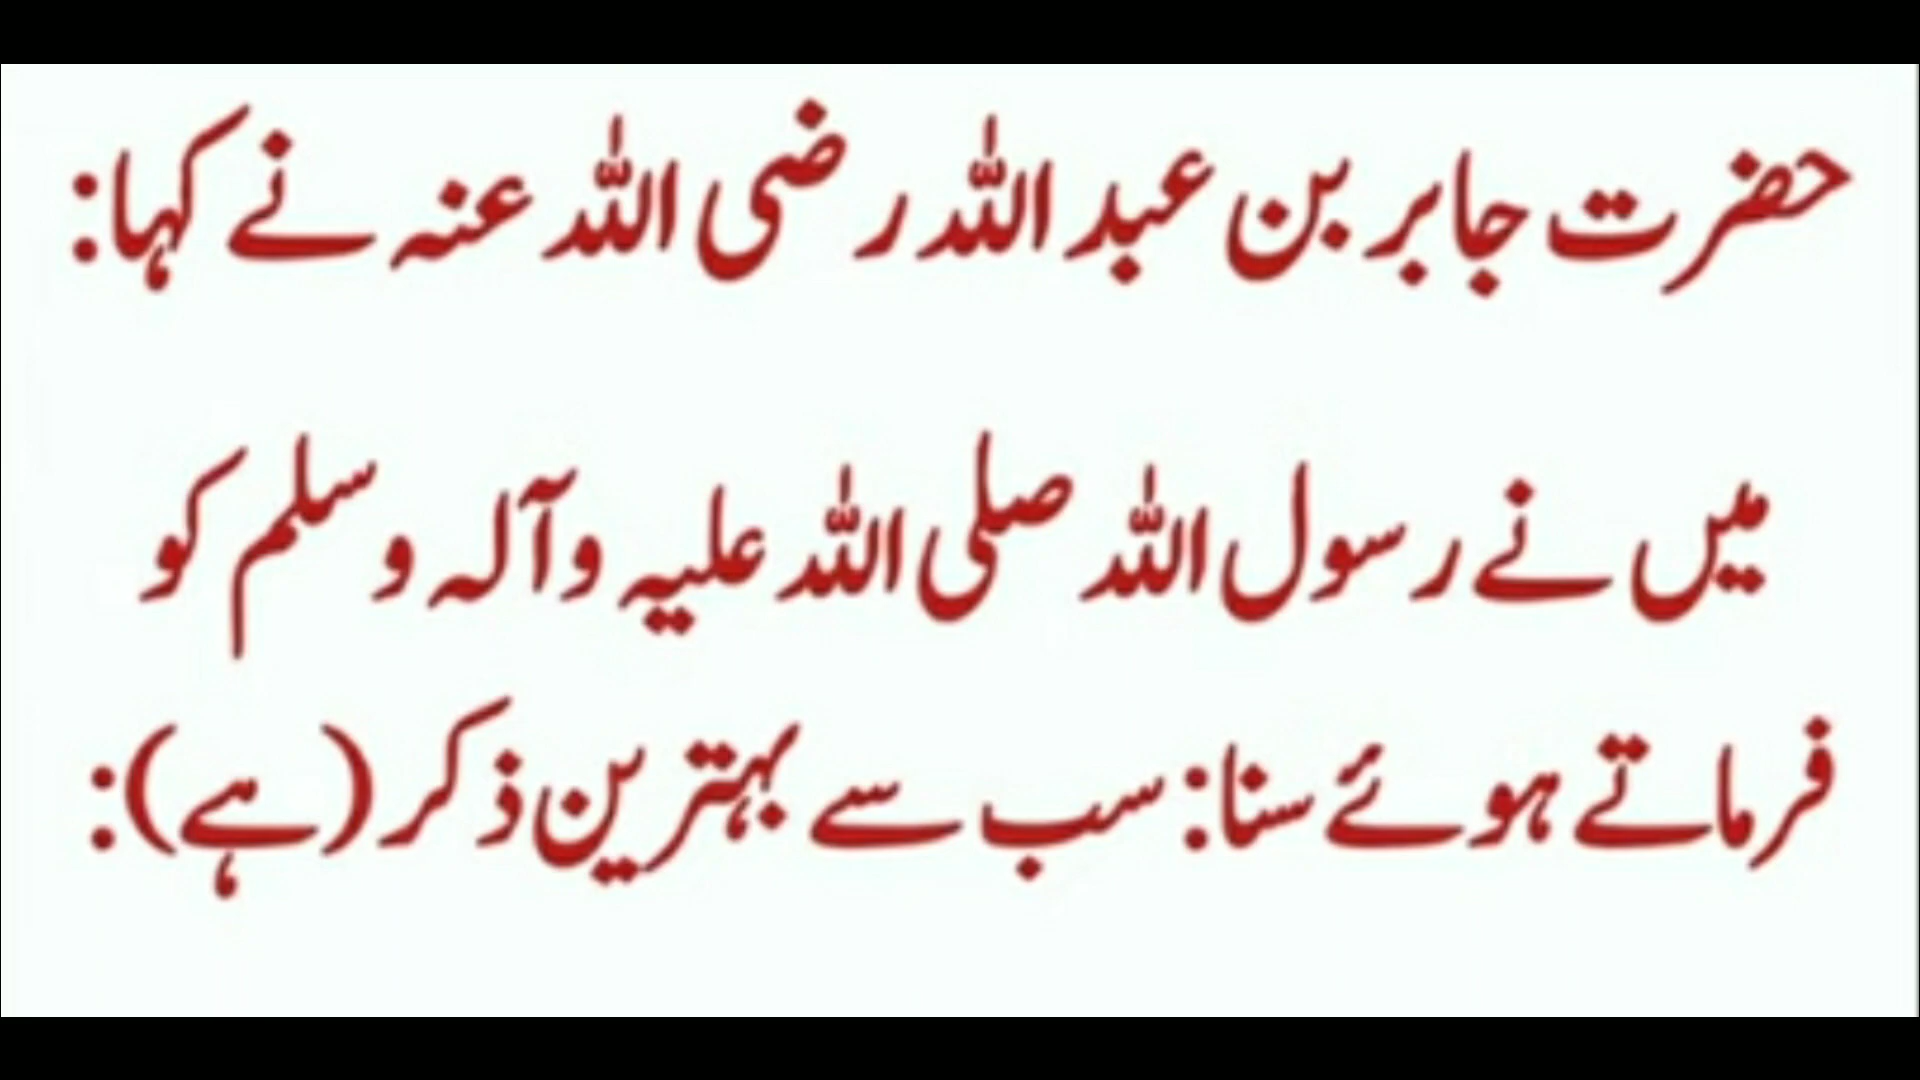 حضرت جابر بن عبد اللہ رضی اللہ عنہ نے کہا:
میں نے رسول اللہ صلی اللہ علیہ وآلہ وسلم کو
فرماتے ہوئے سنا: سب سے بہترین ذکر (ہے):